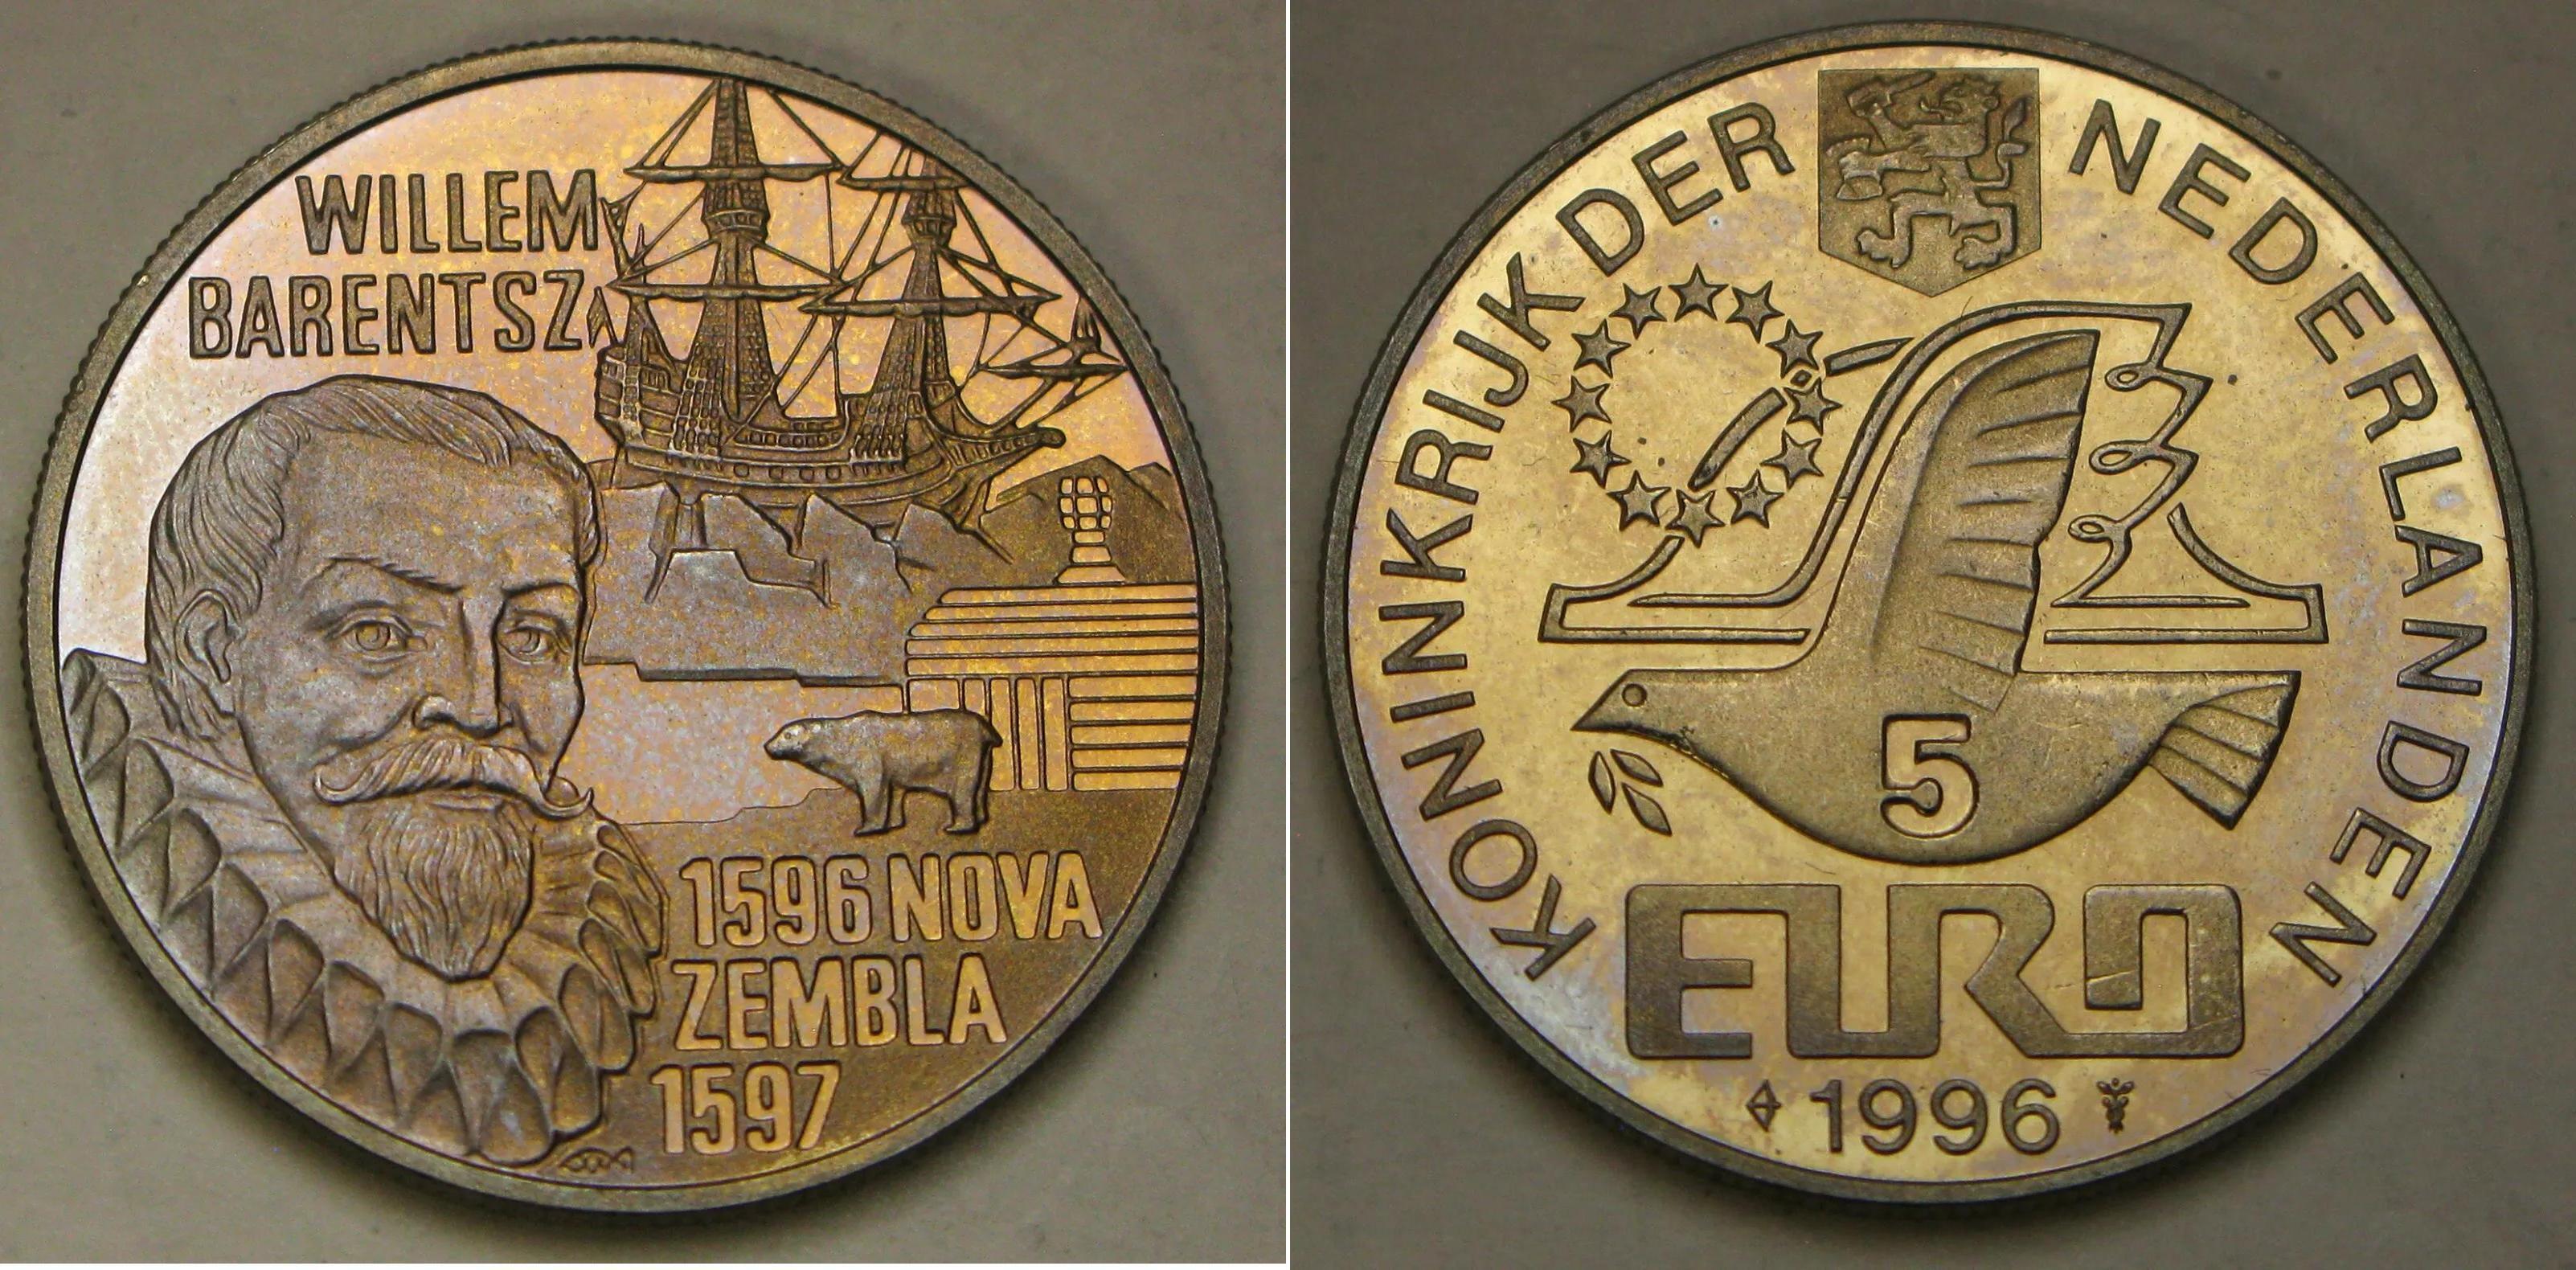 WILLEM
BARENTSZ
1596 NOVA
ZEMBLA
1597
KONINKRIJK DER NEDERLANDEN
5
EURO
1996